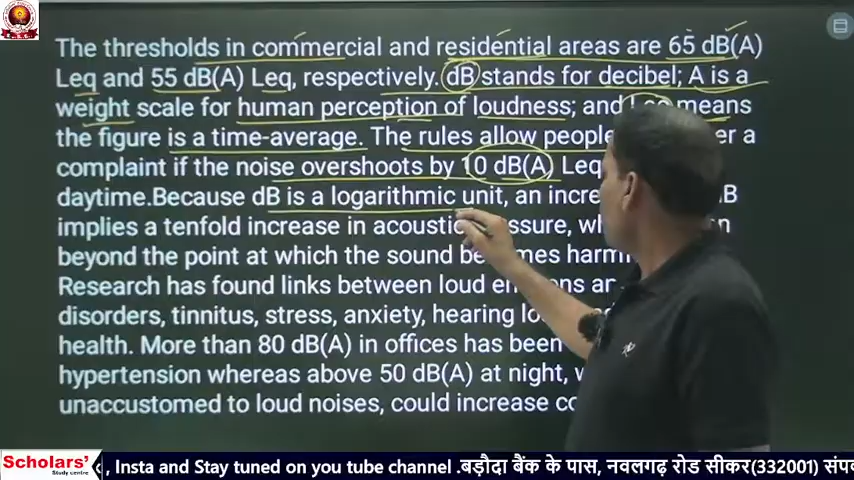 The thresholds in commercial and residential areas are 65 dB(A)
Leq and 55 dB(A) Leq, respectively. dB stands for decibel; A is a
weight scale for human perception of loudness; and means
the figure is a time-average. The rules allow people a
complaint if the noise overshoots by 10 dB(A) Leq
daytime.Because dB is a logarithmic unit, an
implies a tenfold increase in acoustic
beyond the point at which the sound becomes
Research has found links between loud
disorders, tinnitus, stress, anxiety, hearing
health. More than 80 dB(A) in offices has been
hypertension whereas above 50 dB(A) at night,
unaccustomed to loud noises, could increase
Scholars'
Study centre
, Insta and Stay tuned on you tube channel .बड़ौदा बैंक के पास, नवलगढ़ रोड सीकर(332001)